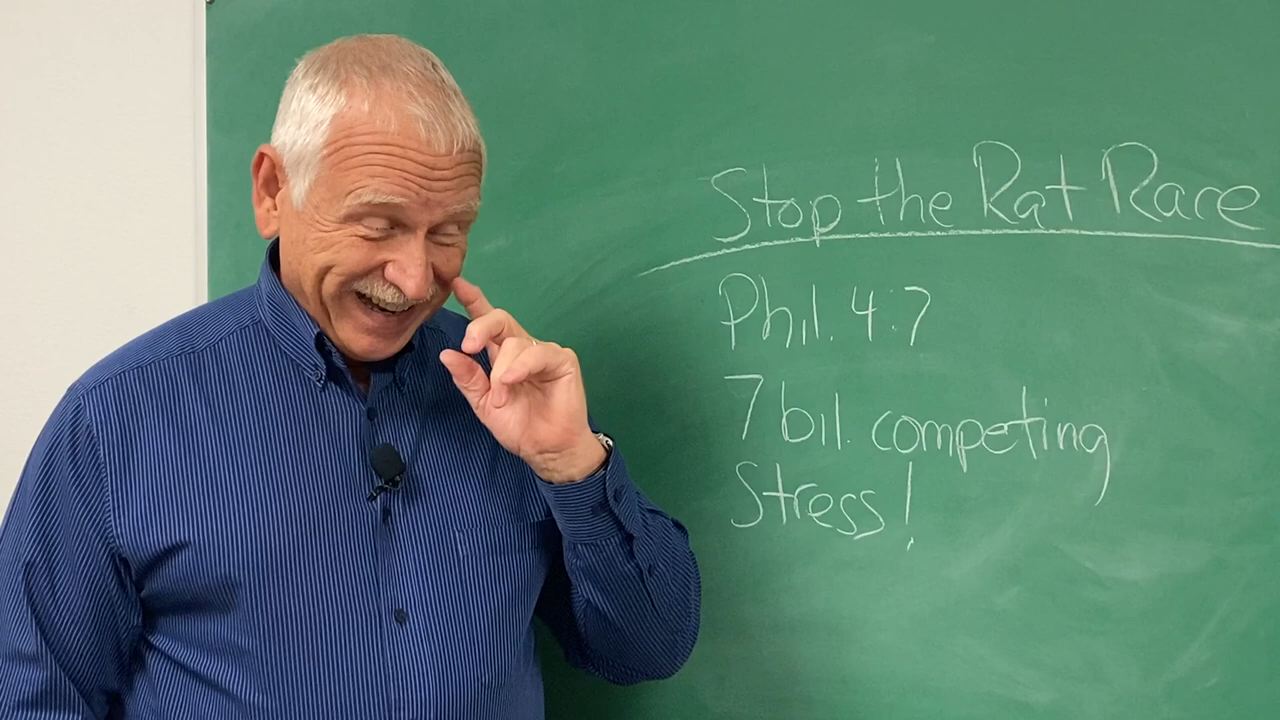 Stop the Rat Race
Phil. 4:7
7 bil. competing
Stress!